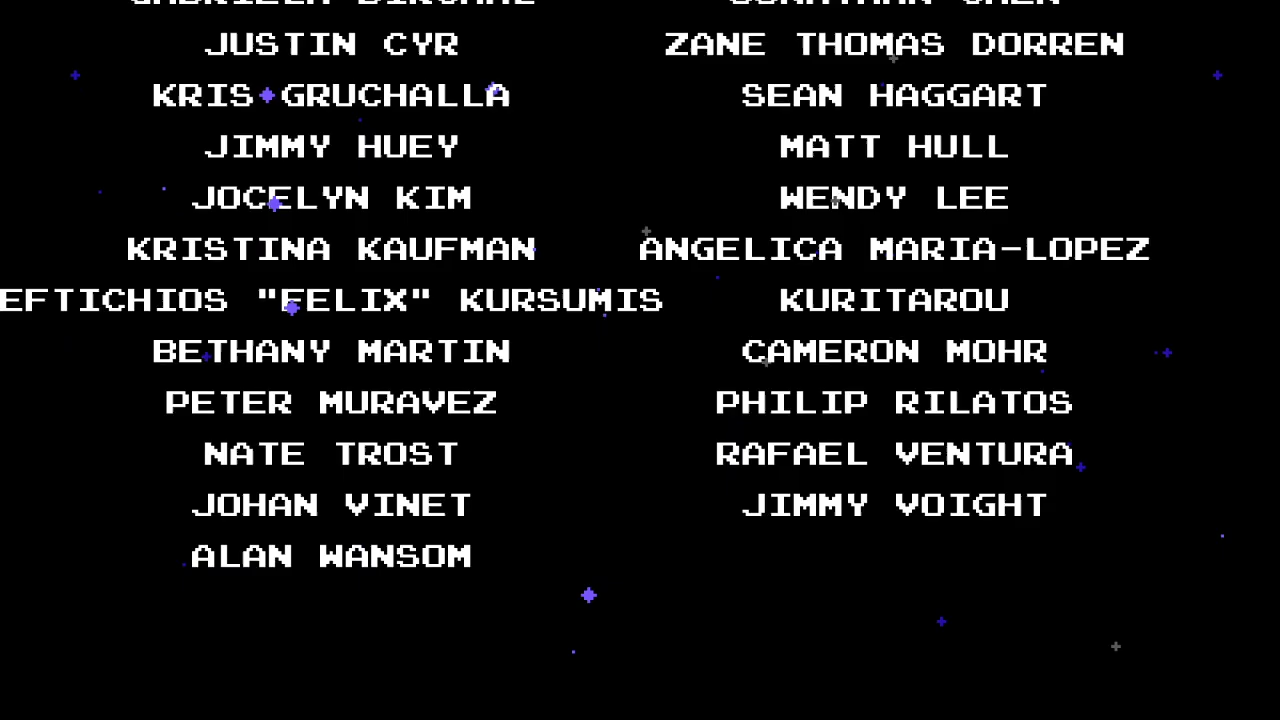 JUSTIN CYR
ZANE THOMAS DORREN
KRIS GRUCHALLA
SEAN HAGGART
JIMMY HUEY
MATT HULL
JOCELYN KIM
WENDY LEE
KRISTINA KAUFMAN
ANGELICA MARIA-LOPEZ
EFTICHIOS "FELIX" KURSUMIS
KURITAROU
BETHANY MARTIN
CAMERON MOHR
PETER MURAVEZ
PHILIP RILATOS
NATE TROST
RAFAEL VENTURA
JOHAN VINET
JIMMY VOIGHT
ALAN WANSOM